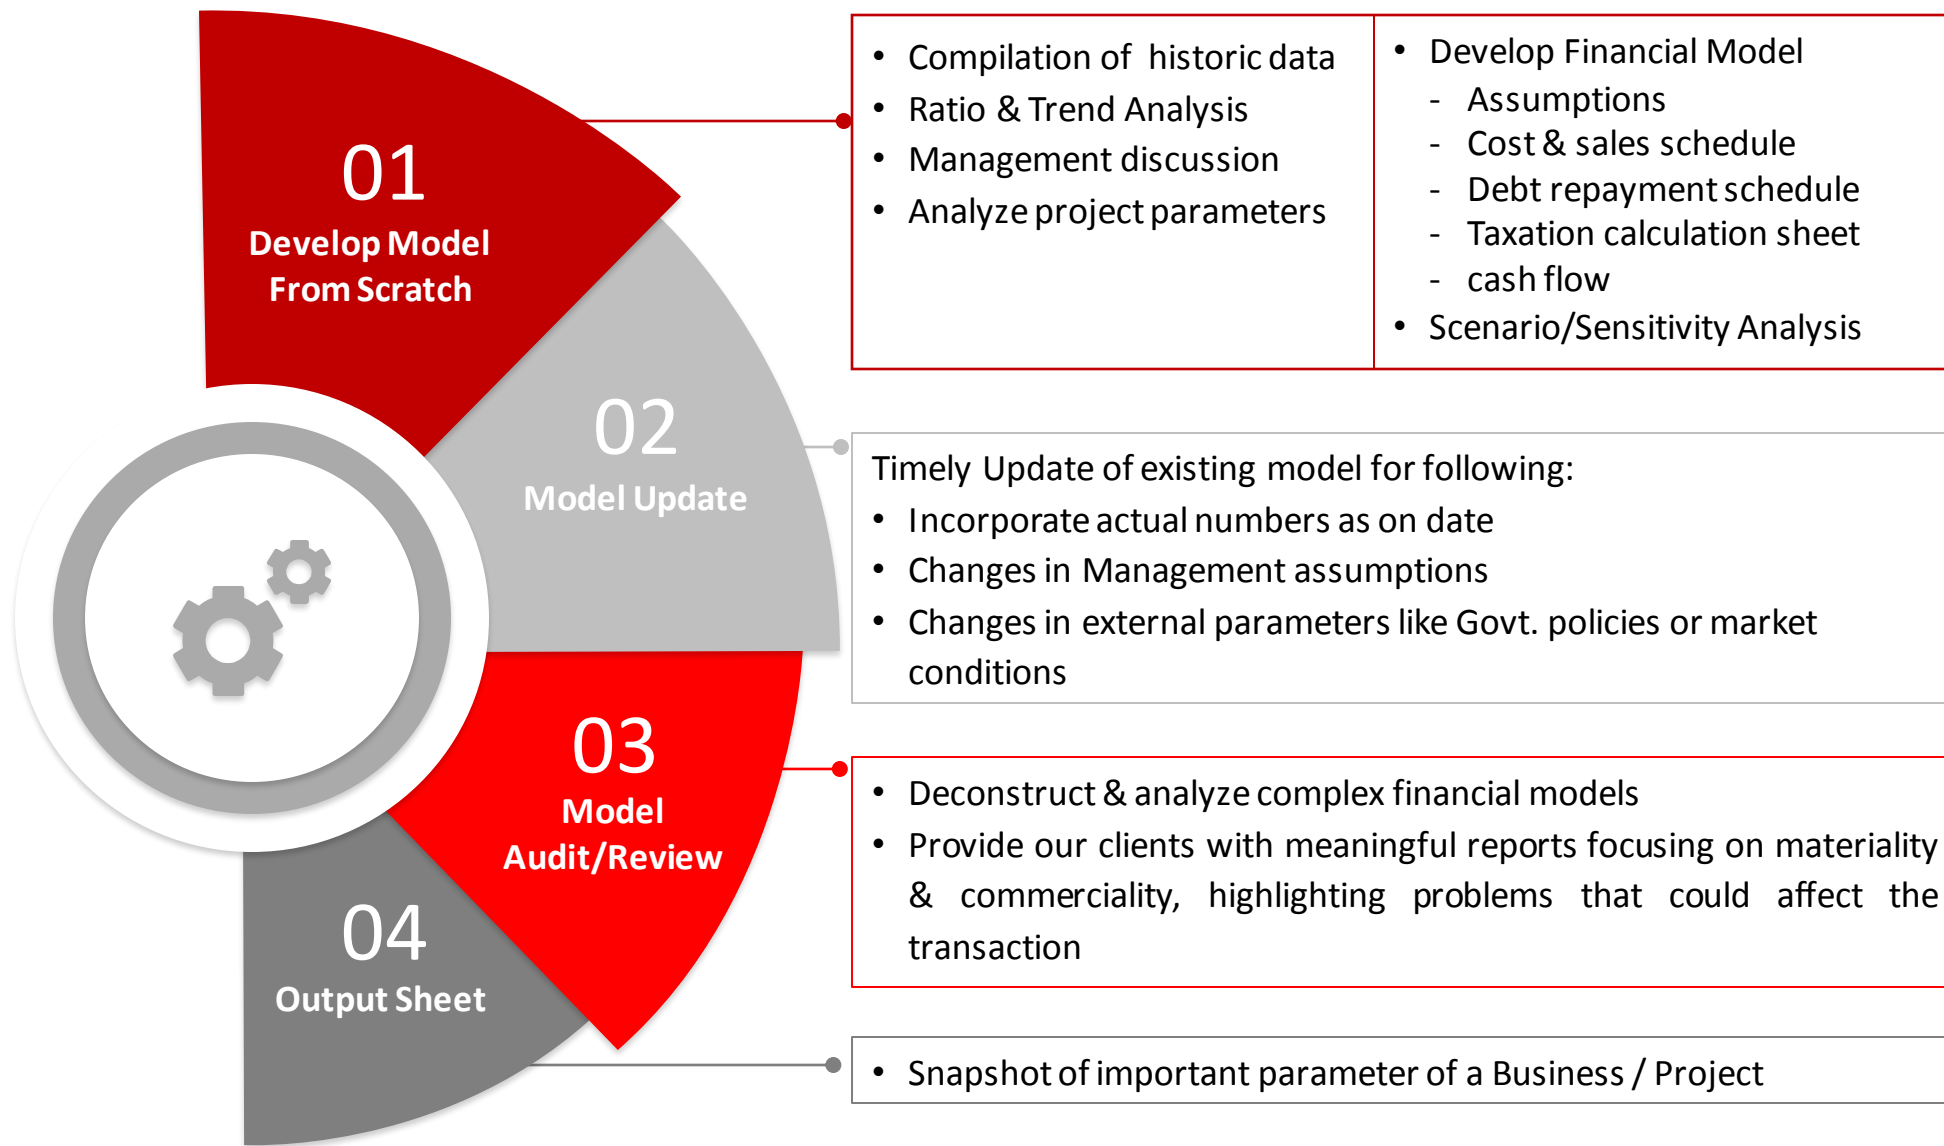 01
Develop Model
From Scratch
• Compilation of historic data
• Ratio & Trend Analysis
• Management discussion
• Analyze project parameters
• Develop Financial Model
- Assumptions
- Cost & sales schedule
- Debt repayment schedule
- Taxation calculation sheet
- cash flow
• Scenario/Sensitivity Analysis
02
Model Update
Timely Update of existing model for following:
• Incorporate actual numbers as on date
• Changes in Management assumptions
• Changes in external parameters like Govt. policies or market
conditions
03
Model
Audit/Review
• Deconstruct & analyze complex financial models
• Provide our clients with meaningful reports focusing on materiality
& commerciality, highlighting problems that could affect the
transaction
04
Output Sheet
• Snapshot of important parameter of a Business / Project